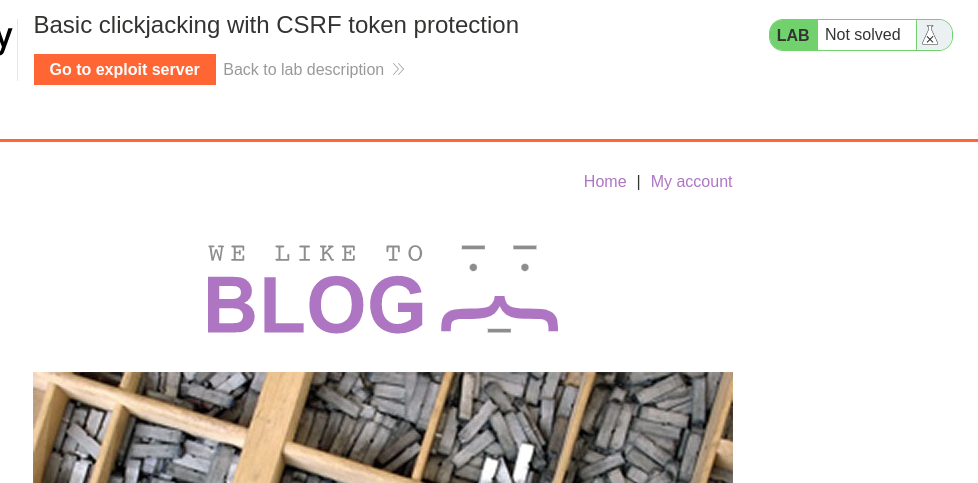 y
Basic clickjacking with CSRF token protection
LAB Not solved
Go to exploit server Back to lab description
Home | My account
WE LIKE TO
BLOG